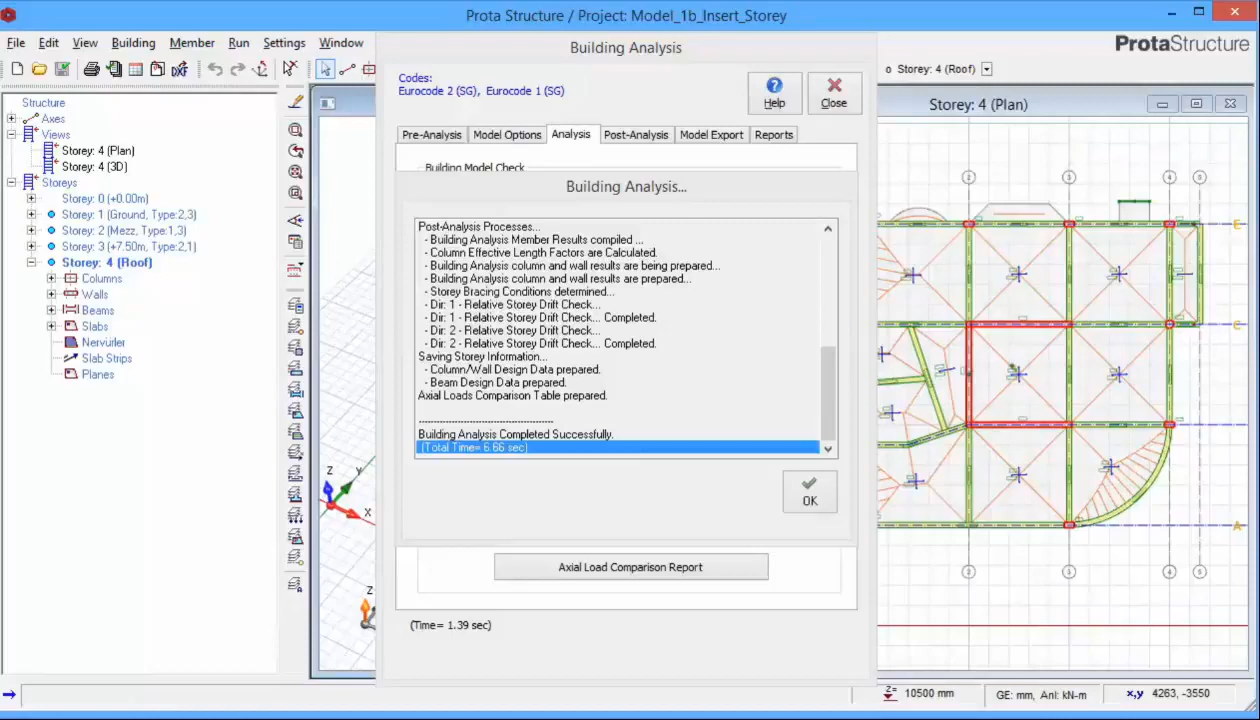 Prota Structure / Project: Model_1b_Insert_Storey
File Edit View Building Member Run Settings Window
ProtaStructure
DXF
Storey: 4 (Roof)
Structure
Axes
Views
Storey: 4 (Plan)
Storey: 4 (3D)
Storeys
Storey: 0 (+0.00m)
Storey: 1 (Ground, Type:2,3)
Storey: 2 (Mezz, Type:1,3)
Storey: 3 (+7.50m, Type:2,1)
Storey: 4 (Roof)
Columns
Walls
Beams
Slabs
Nervürler
Slab Strips
Planes
Building Analysis
Codes:
Eurocode 2 (SG), Eurocode 1 (SG)
Help
Close
Pre-Analysis Model Options Analysis Post-Analysis Model Export Reports
Building Model Check
Building Analysis...
Post-Analysis Processes...
- Building Analysis Member Results compiled ...
- Column Effective Length Factors are Calculated.
- Building Analysis column and wall results are being prepared...
- Building Analysis column and wall results are prepared...
- Storey Bracing Conditions determined...
- Dir: 1 - Relative Storey Drift Check...
- Dir: 1 - Relative Storey Drift Check... Completed.
- Dir: 2 - Relative Storey Drift Check...
- Dir: 2 - Relative Storey Drift Check... Completed.
Saving Storey Information...
- Column/Wall Design Data prepared.
- Beam Design Data prepared.
Axial Loads Comparison Table prepared.
----------------------------------------------
Building Analysis Completed Successfully.
(Total Time= 6.66 sec)
OK
Axial Load Comparison Report
(Time= 1.39 sec)
Storey: 4 (Plan)
2 3 4 5
E
C
A
2 3 4 5
Z Y X
Z
Z= 10500 mm
GE: mm, Anl: kN-m
x,y 4263, -3550